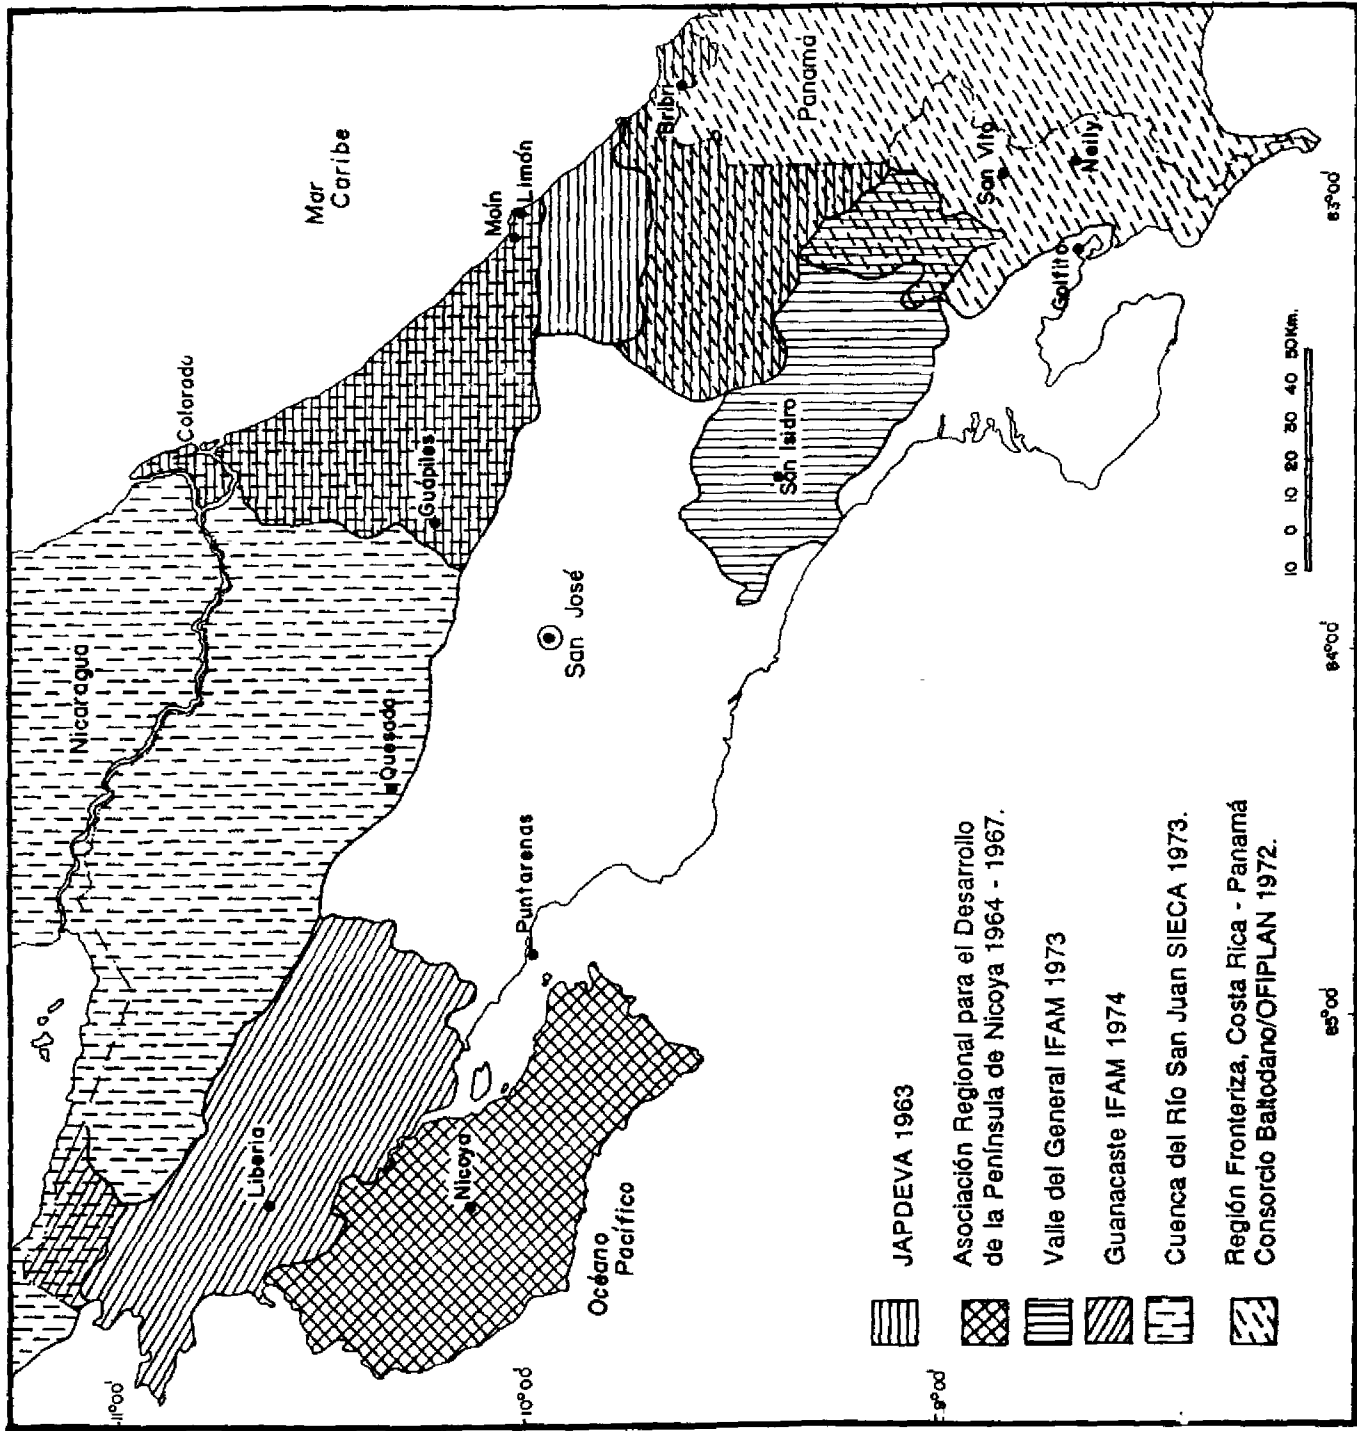 Mar
Caribe
Nicaragua
Colorado
Moín
Limón
Guápiles
Bribri
Panamá
San Vito
Neily
Golfito
San Isidro
San José
Quesada
Puntarenas
Liberia
Nicoya
Océano
Pacífico
11°00'
10°00'
9°00'
85°00'
84°00'
83°00'
10 0 10 20 30 40 50Km.
JAPDEVA 1963
Asociación Regional para el Desarrollo
de la Península de Nicoya 1964 - 1967.
Valle del General IFAM 1973
Guanacaste IFAM 1974
Cuenca del Río San Juan SIECA 1973.
Región Fronteriza, Costa Rica - Panamá
Consorcio Baltodano/OFIPLAN 1972.